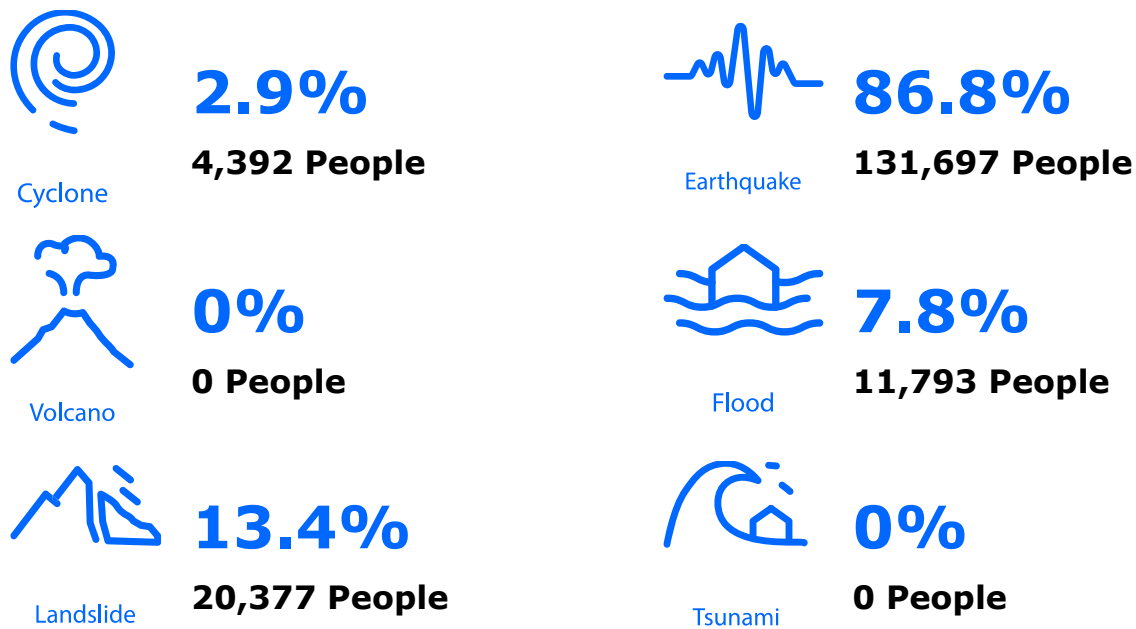 2.9%
4,392 People
Cyclone
86.8%
131,697 People
Earthquake
0%
0 People
Volcano
7.8%
11,793 People
Flood
13.4%
20,377 People
Landslide
0%
0 People
Tsunami